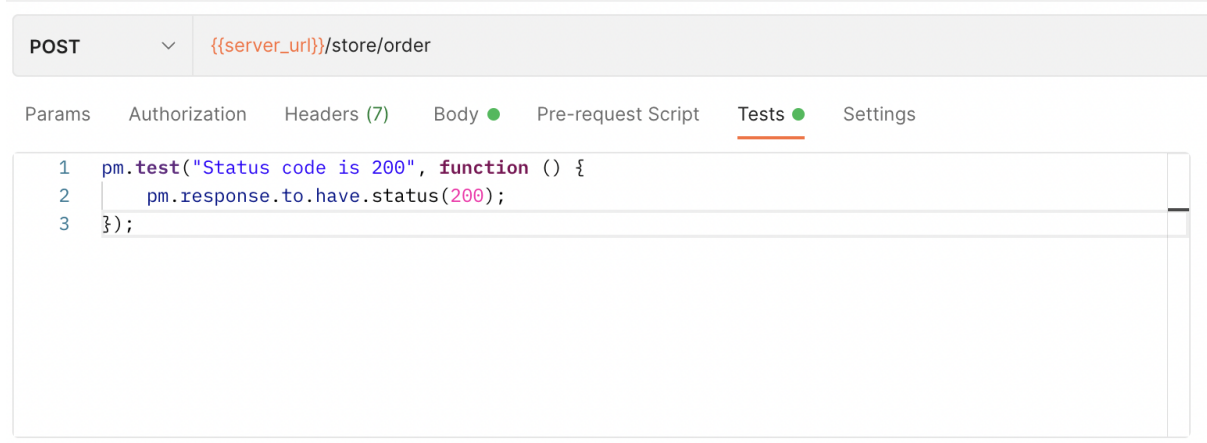 POST {{server_url}}/store/order
Params Authorization Headers (7) Body Pre-request Script Tests Settings
1 pm.test("Status code is 200", function () {
2 pm.response.to.have.status(200);
3 });